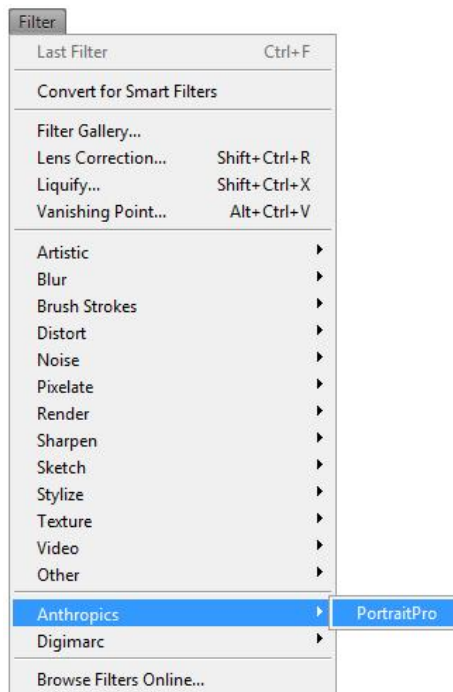 Filter
Last Filter Ctrl+F
Convert for Smart Filters
Filter Gallery...
Lens Correction... Shift+Ctrl+R
Liquify... Shift+Ctrl+X
Vanishing Point... Alt+Ctrl+V
Artistic
Blur
Brush Strokes
Distort
Noise
Pixelate
Render
Sharpen
Sketch
Stylize
Texture
Video
Other
Anthropics PortraitPro
Digimarc
Browse Filters Online...